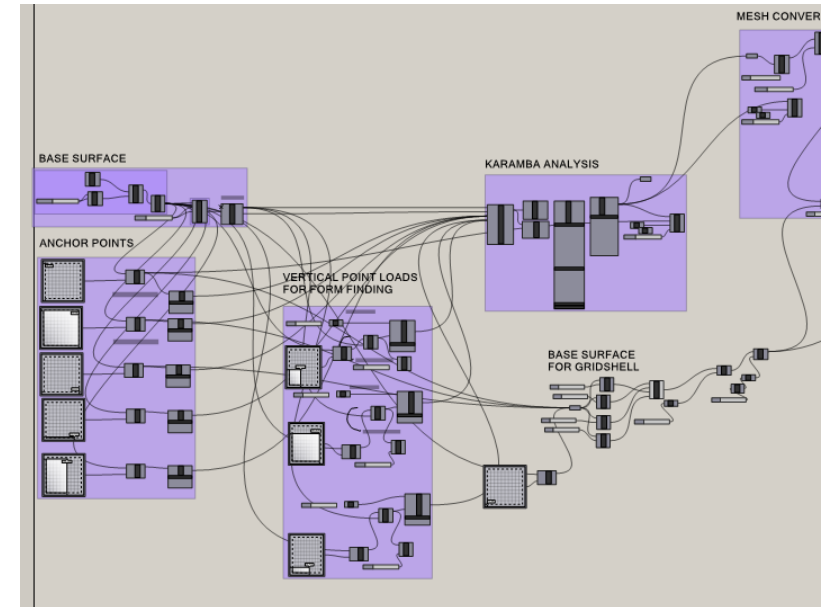 MESH CONVER
BASE SURFACE
KARAMBA ANALYSIS
ANCHOR POINTS
VERTICAL POINT LOADS
FOR FORM FINDING
BASE SURFACE
FOR GRIDSHELL